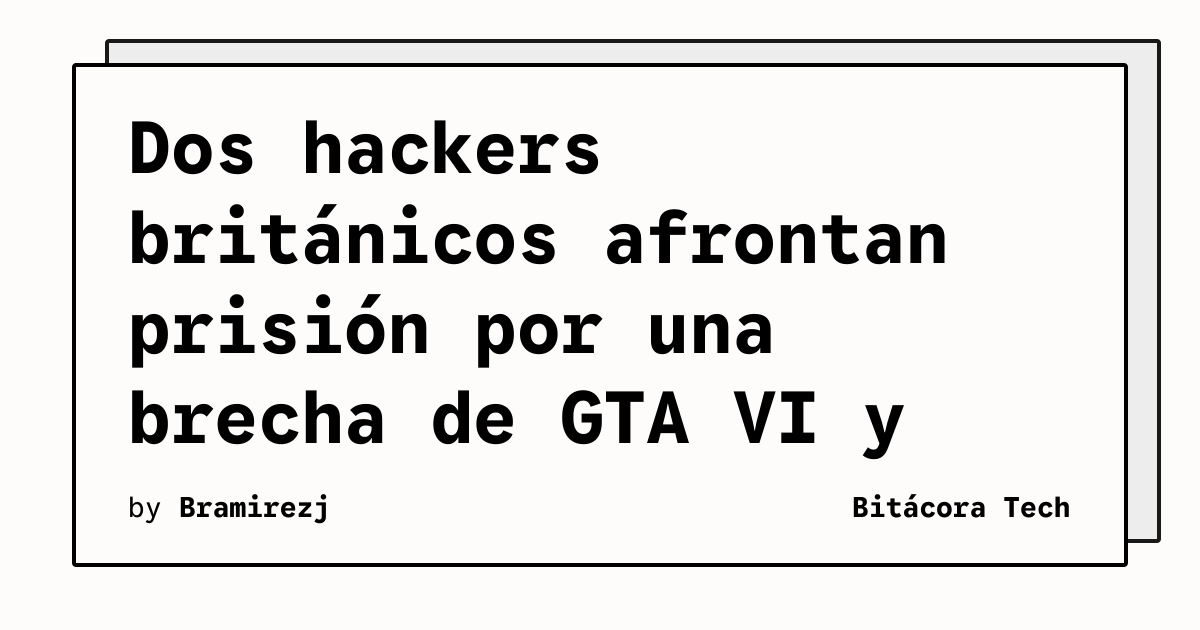 Dos hackers
británicos afrontan
prisión por una
brecha de GTA VI y
by Bramirezj
Bitácora Tech